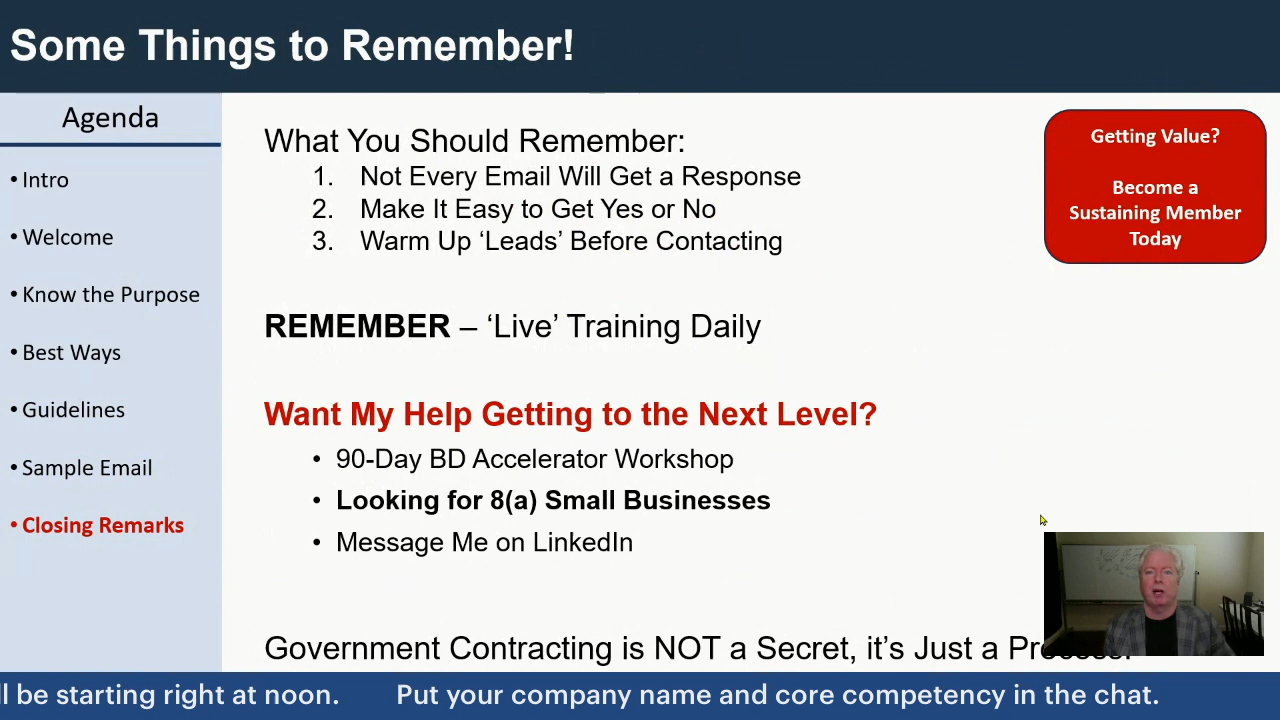 Some Things to Remember!
Agenda
• Intro
• Welcome
• Know the Purpose
• Best Ways
• Guidelines
• Sample Email
• Closing Remarks
What You Should Remember:
1. Not Every Email Will Get a Response
2. Make It Easy to Get Yes or No
3. Warm Up ‘Leads’ Before Contacting
REMEMBER – ‘Live’ Training Daily
Want My Help Getting to the Next Level?
• 90-Day BD Accelerator Workshop
• Looking for 8(a) Small Businesses
• Message Me on LinkedIn
Government Contracting is NOT a Secret, it’s Just a
Getting Value?
Become a
Sustaining Member
Today
be starting right at noon. Put your company name and core competency in the chat.